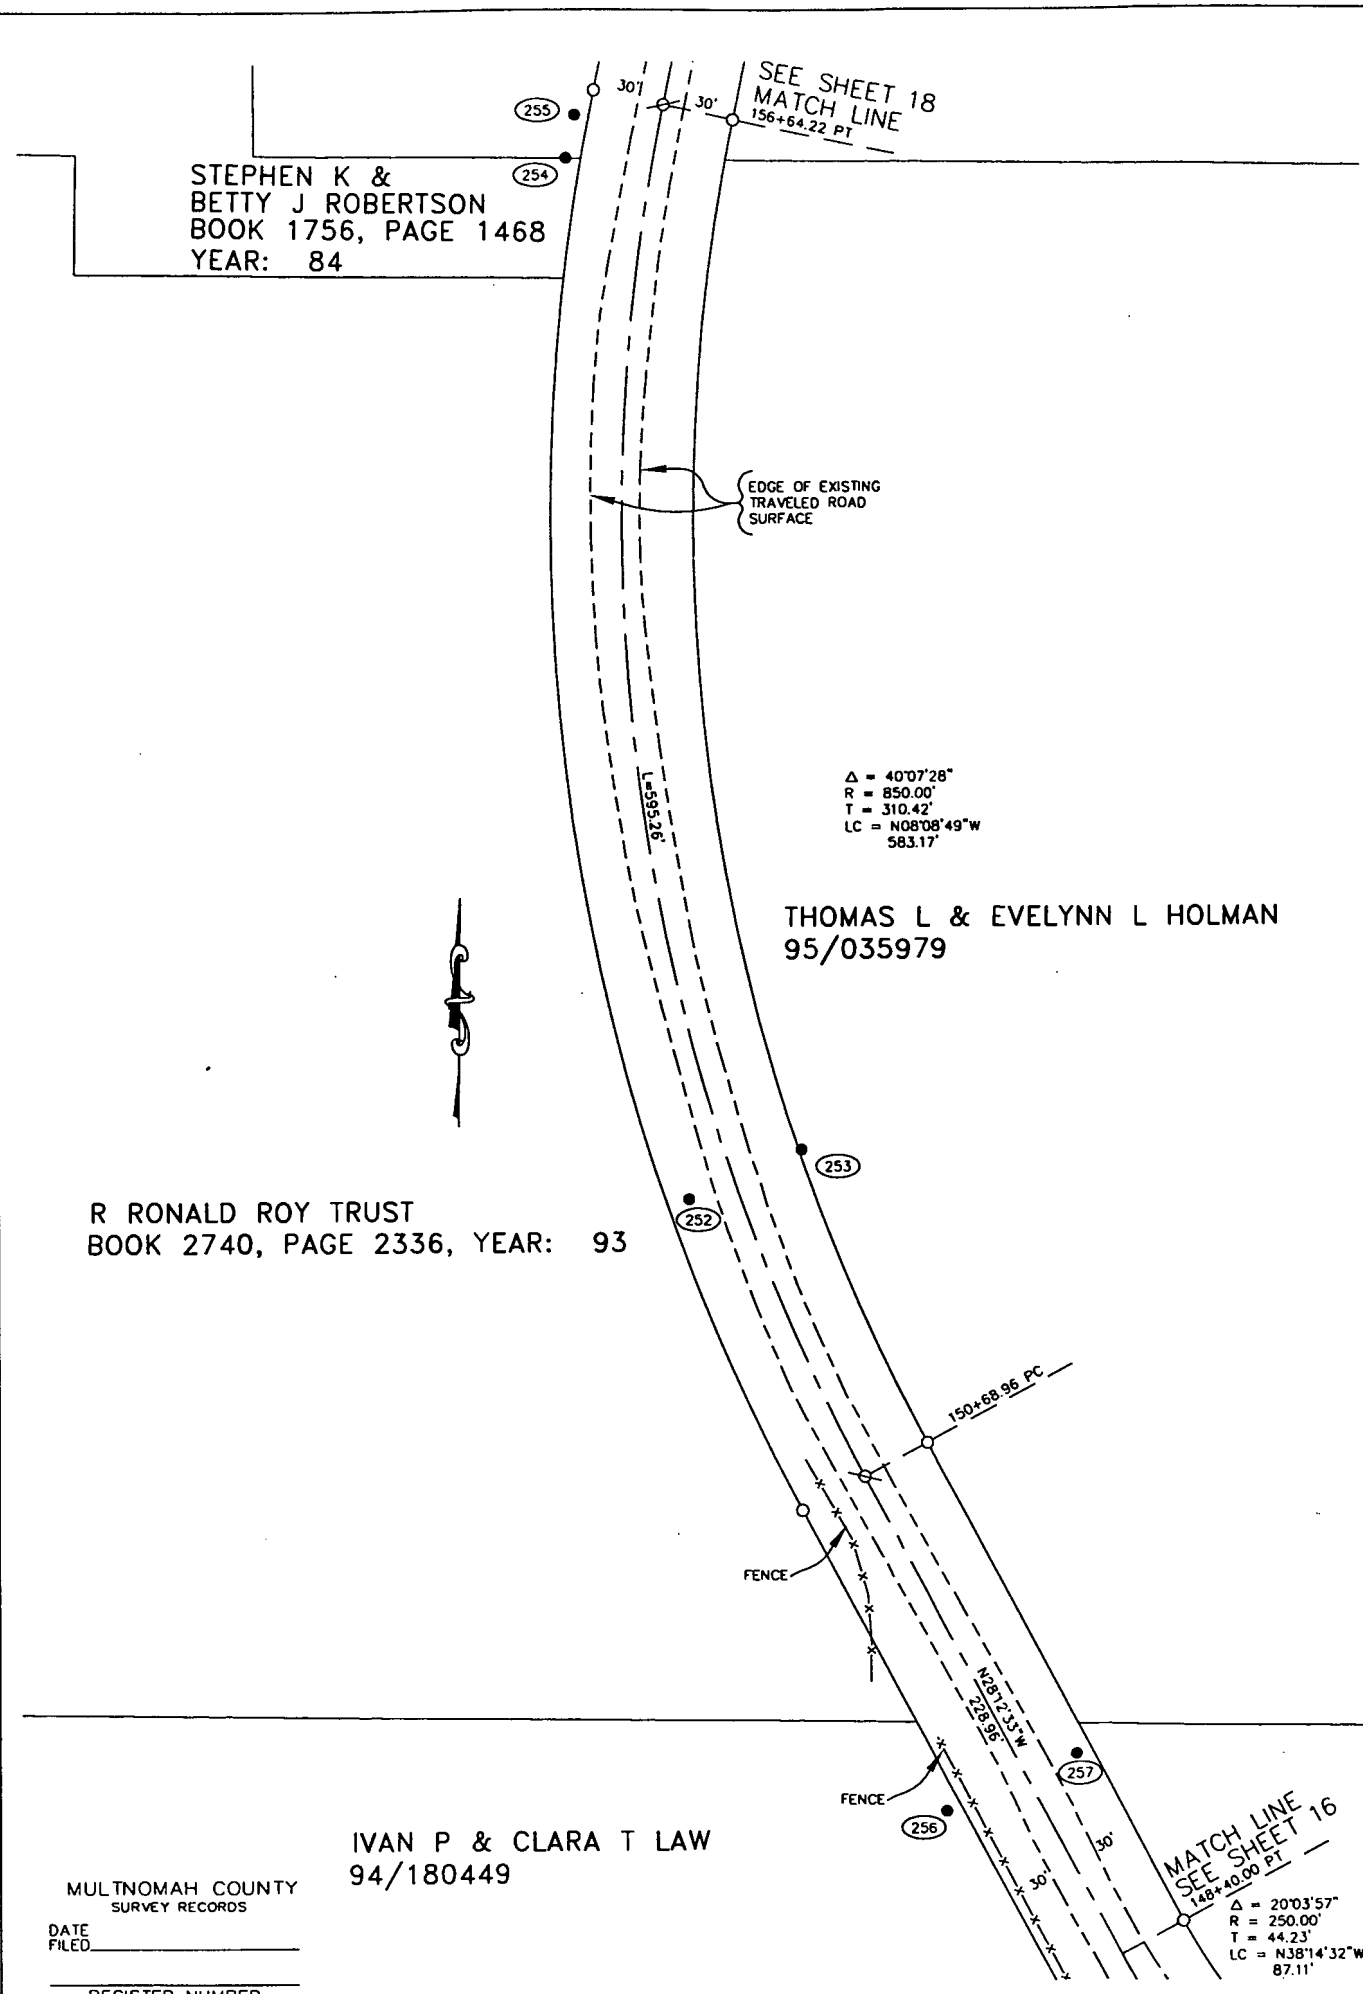 SEE SHEET 18
MATCH LINE
156+64.22 PT
30'
30'
255
254
STEPHEN K &
BETTY J ROBERTSON
BOOK 1756, PAGE 1468
YEAR: 84
EDGE OF EXISTING
TRAVELED ROAD
SURFACE
L=595.26'
Δ = 40°07'28"
R = 850.00'
T = 310.42'
LC = N08°08'49"W
583.17'
THOMAS L & EVELYNN L HOLMAN
95/035979
253
252
R RONALD ROY TRUST
BOOK 2740, PAGE 2336, YEAR: 93
150+68.96 PC
FENCE
N28°12'33"W
228.96'
257
FENCE
256
MATCH LINE
SEE SHEET 16
148+40.00 PT
30'
30'
IVAN P & CLARA T LAW
94/180449
Δ = 20°03'57"
R = 250.00'
T = 44.23'
LC = N38°14'32"W
87.11'
MULTNOMAH COUNTY
SURVEY RECORDS
DATE
FILED
REGISTER NUMBER